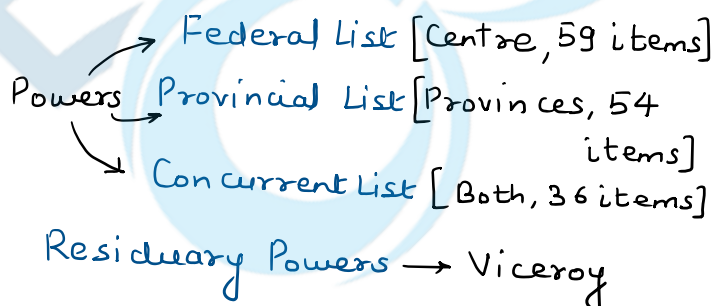 Federal List [Centre, 59 items]
Powers Provincial List [Provinces, 54
items]
Concurrent List [Both, 36 items]
Residuary Powers → Viceroy